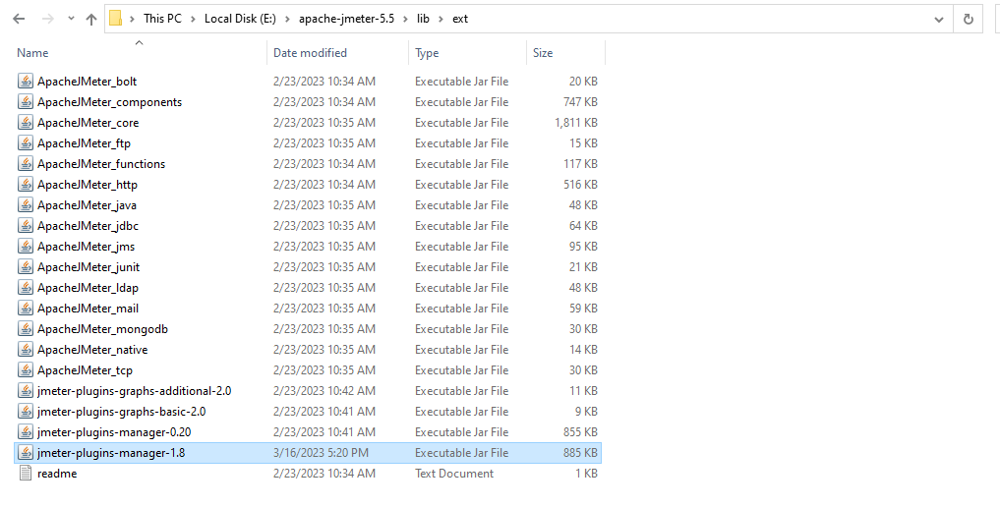 This PC > Local Disk (E:) > apache-jmeter-5.5 > lib > ext
Name Date modified Type Size
ApacheJMeter_bolt 2/23/2023 10:34 AM Executable Jar File 20 KB
ApacheJMeter_components 2/23/2023 10:34 AM Executable Jar File 747 KB
ApacheJMeter_core 2/23/2023 10:35 AM Executable Jar File 1,811 KB
ApacheJMeter_ftp 2/23/2023 10:35 AM Executable Jar File 15 KB
ApacheJMeter_functions 2/23/2023 10:34 AM Executable Jar File 117 KB
ApacheJMeter_http 2/23/2023 10:34 AM Executable Jar File 516 KB
ApacheJMeter_java 2/23/2023 10:35 AM Executable Jar File 48 KB
ApacheJMeter_jdbc 2/23/2023 10:35 AM Executable Jar File 64 KB
ApacheJMeter_jms 2/23/2023 10:35 AM Executable Jar File 95 KB
ApacheJMeter_junit 2/23/2023 10:35 AM Executable Jar File 21 KB
ApacheJMeter_ldap 2/23/2023 10:35 AM Executable Jar File 48 KB
ApacheJMeter_mail 2/23/2023 10:35 AM Executable Jar File 59 KB
ApacheJMeter_mongodb 2/23/2023 10:35 AM Executable Jar File 30 KB
ApacheJMeter_native 2/23/2023 10:35 AM Executable Jar File 14 KB
ApacheJMeter_tcp 2/23/2023 10:35 AM Executable Jar File 30 KB
jmeter-plugins-graphs-additional-2.0 2/23/2023 10:42 AM Executable Jar File 11 KB
jmeter-plugins-graphs-basic-2.0 2/23/2023 10:41 AM Executable Jar File 9 KB
jmeter-plugins-manager-0.20 2/23/2023 10:41 AM Executable Jar File 855 KB
jmeter-plugins-manager-1.8 3/16/2023 5:20 PM Executable Jar File 885 KB
readme 2/23/2023 10:34 AM Text Document 1 KB